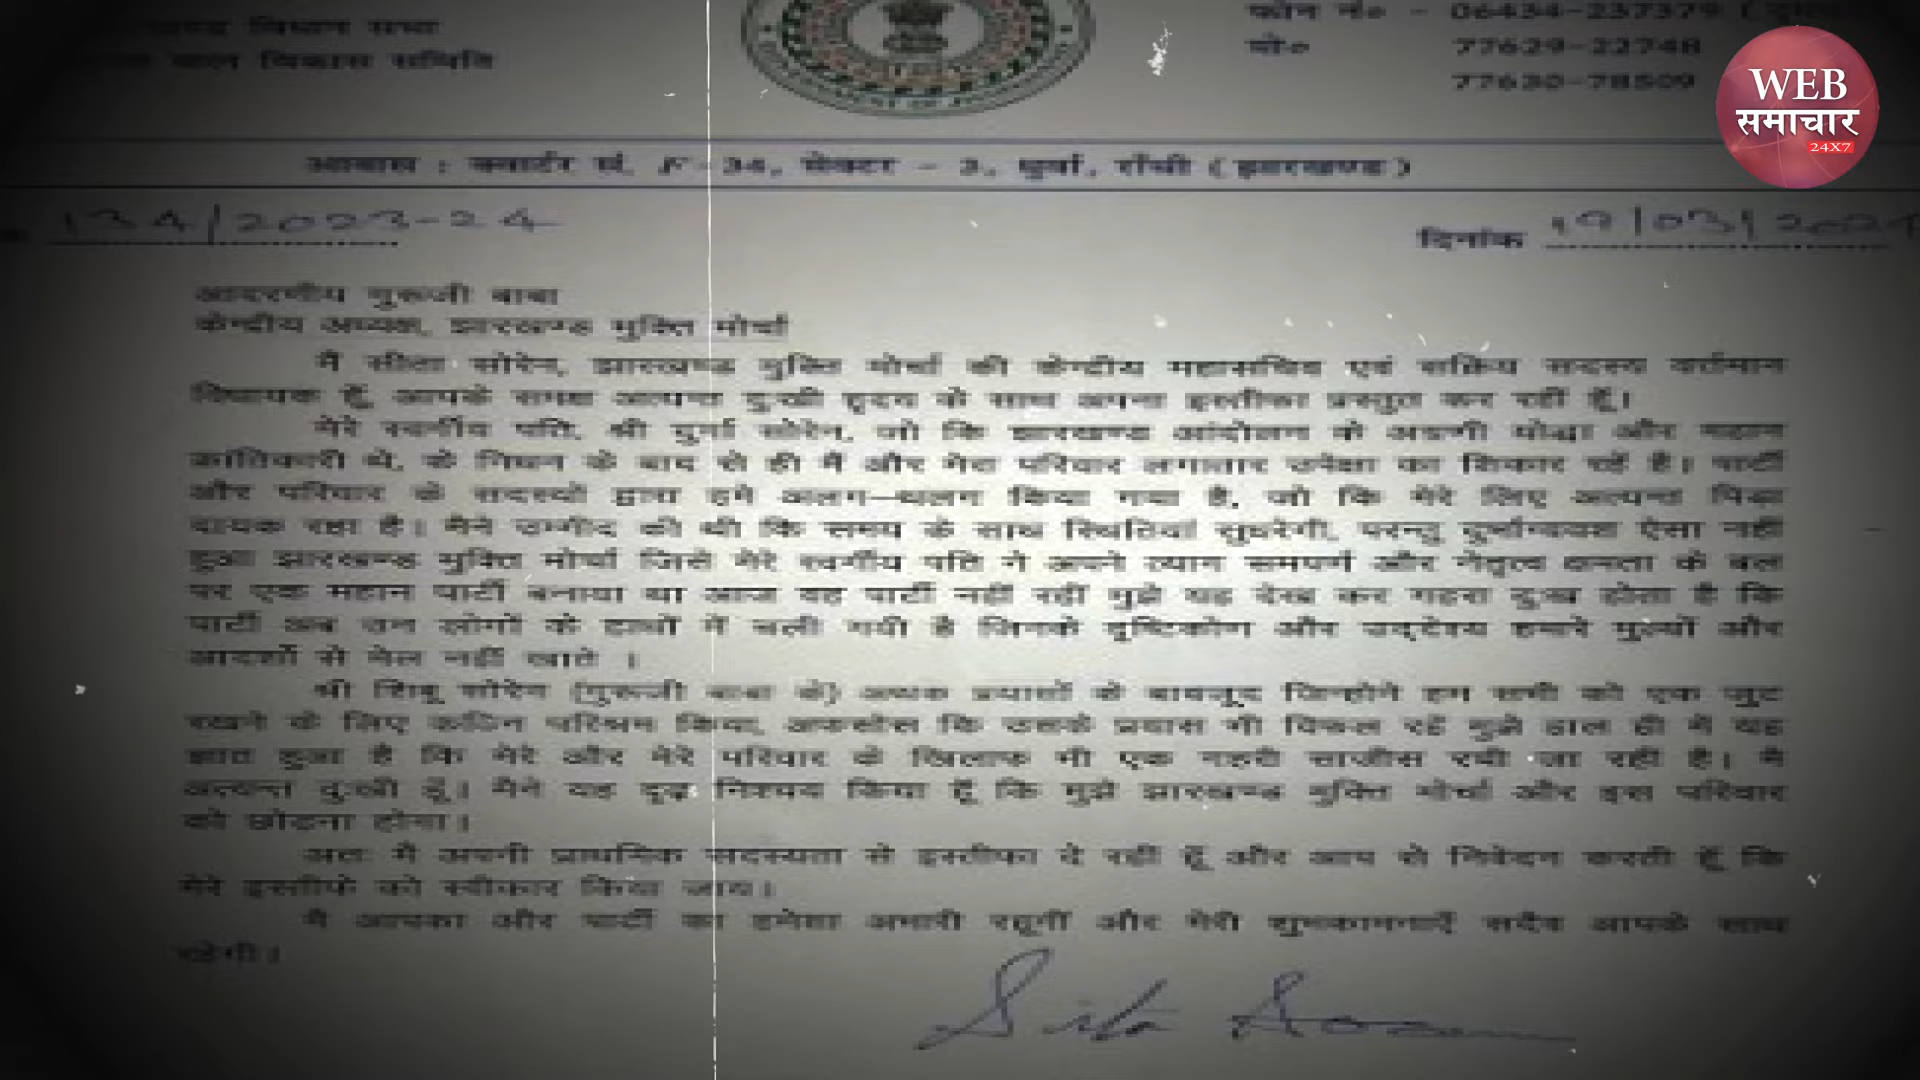 विधान सभा
बाल विकास समिति
फोन नं० - 06434-237379
मो० 77629-22748
77630-78509
WEB
समाचार
24X7
आवास : क्वार्टर सं. F-34, सेक्टर - 3, धुर्वा, राँची ( झारखण्ड )
134/2023-24
दिनांक 19/03/2024
आदरणीय गुरूजी बाबा
केन्द्रीय अध्यक्ष, झारखण्ड मुक्ति मोर्चा
मैं सीता सोरेन, झारखण्ड मुक्ति मोर्चा की केन्द्रीय महासचिव एवं सक्रिय सदस्य वर्तमान
विधायक हूँ, आपके समक्ष अत्यन्त दुःखी हृदय के साथ अपना इस्तीफा प्रस्तुत कर रहीं हूँ।
मेरे स्वर्गीय पति, श्री दुर्गा सोरेन, जो कि झारखण्ड आंदोलन के अग्रणी योद्धा और महान
क्रांतिकारी थे, के निधन के बाद से ही मैं और मेरा परिवार लगातार उपेक्षा का शिकार रहें है। पार्टी
और परिवार के सदस्यों द्वारा हमे अलग–थलग किया गया है, जो कि मेरे लिए अत्यन्त पिड़ा
दायक रहा है। मैनें उम्मीद की थी कि समय के साथ स्थितियां सुधरेगी, परन्तु दुर्भाग्यवश ऐसा नहीं
हुआ झारखण्ड मुक्ति मोर्चा जिसे मेरे स्वर्गीय पति ने अपने त्याग समपर्ण और नेतृत्व क्षमता के बल
पर एक महान पार्टी बनाया था आज वह पार्टी नहीं रहीं मुझे यह देख कर गहरा दुःख होता है कि
पार्टी अब उन लोगों के हाथों में चली गयी है जिनके दृष्टिकोण और उद्देश्य हमारे मुल्यों और
आदर्शो से मेल नहीं खाते ।
श्री शिबू सोरेन (गुरूजी बाबा के) अथक प्रयासों के बावजूद जिन्होंने हम सभी को एक जुट
रखने के लिए कठिन परिश्रम किया, अफसोस कि उनके प्रयास भी विफल रहें मुझे हाल ही में यह
ज्ञात हुआ है कि मेरे और मेरे परिवार के खिलाफ भी एक गहरी साजीस रची जा रही है। मै
अत्यन्त दुःखी हूँ। मैनें यह दृढ़ निश्चय किया हूँ कि मुझे झारखण्ड मुक्ति मोर्चा और इस परिवार
को छोड़ना होगा।
अतः मैं अपनी प्राथमिक सदस्यता से इस्तीफा दे रहीं हूँ और आप से निवेदन करती हूँ कि
मेरे इस्तीफे को स्वीकार किया जाय।
मैं आपका और पार्टी का हमेशा अभारी रहूगीं और मेरी शुभकामनाऐं सदैव आपके साथ
रहेगी।
Sita Soren